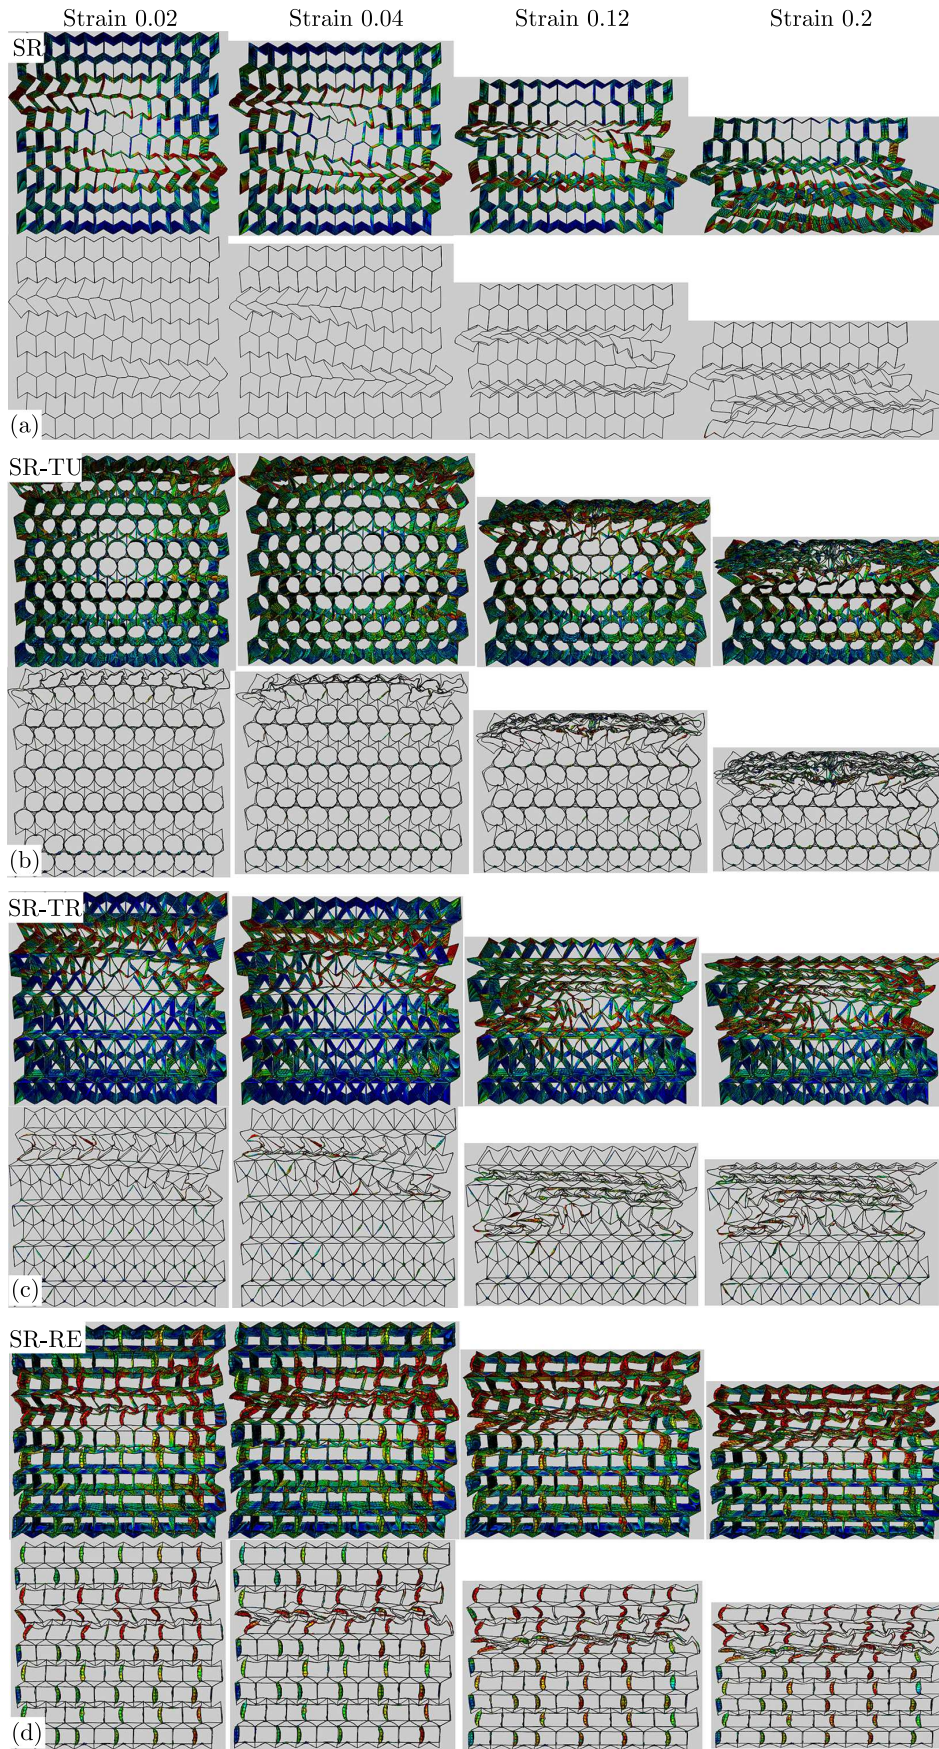 Strain 0.02 Strain 0.04 Strain 0.12 Strain 0.2
SR
(a)
SR-TU
(b)
SR-TR
(c)
SR-RE
(d)